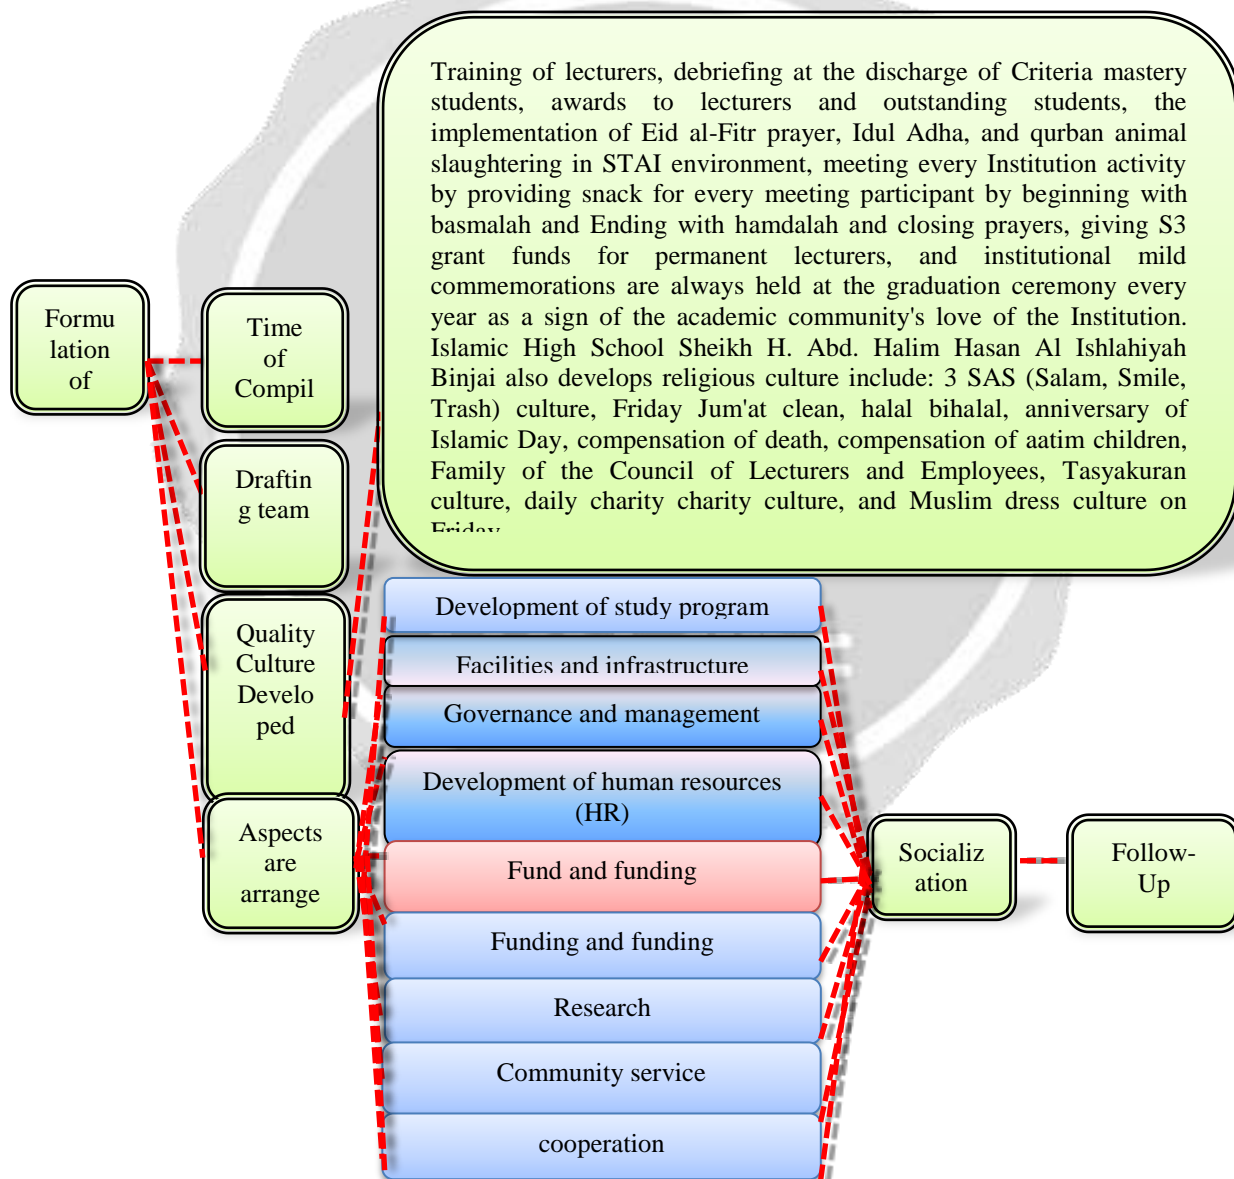 Training of lecturers, debriefing at the discharge of Criteria mastery
students, awards to lecturers and outstanding students, the
implementation of Eid al-Fitr prayer, Idul Adha, and qurban animal
slaughtering in STAI environment, meeting every Institution activity
by providing snack for every meeting participant by beginning with
basmalah and Ending with hamdalah and closing prayers, giving S3
grant funds for permanent lecturers, and institutional mild
commemorations are always held at the graduation ceremony every
year as a sign of the academic community's love of the Institution.
Islamic High School Sheikh H. Abd. Halim Hasan Al Ishlahiyah
Binjai also develops religious culture include: 3 SAS (Salam, Smile,
Trash) culture, Friday Jum'at clean, halal bihalal, anniversary of
Islamic Day, compensation of death, compensation of aatim children,
Family of the Council of Lecturers and Employees, Tasyakuran
culture, daily charity charity culture, and Muslim dress culture on
Friday
Formu
lation
of
Time
of
Compil
Draftin
g team
Quality
Culture
Develo
ped
Aspects
are
arrange
Development of study program
Facilities and infrastructure
Governance and management
Development of human resources
(HR)
Fund and funding
Funding and funding
Research
Community service
cooperation
Socializ
ation
Follow-
Up